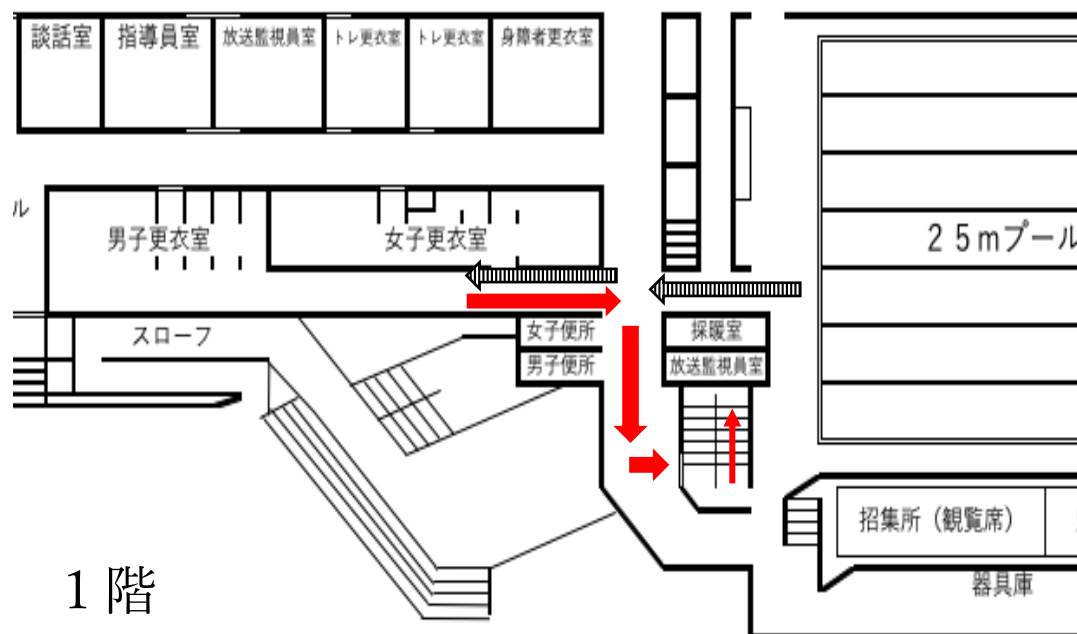 談話室
指導員室
放送監視員室
トレ更衣室
トレ更衣室
身障者更衣室
ル
男子更衣室
女子更衣室
25mプール
スロープ
女子便所
男子便所
採暖室
放送監視員室
招集所（観覧席）
器具庫
1階